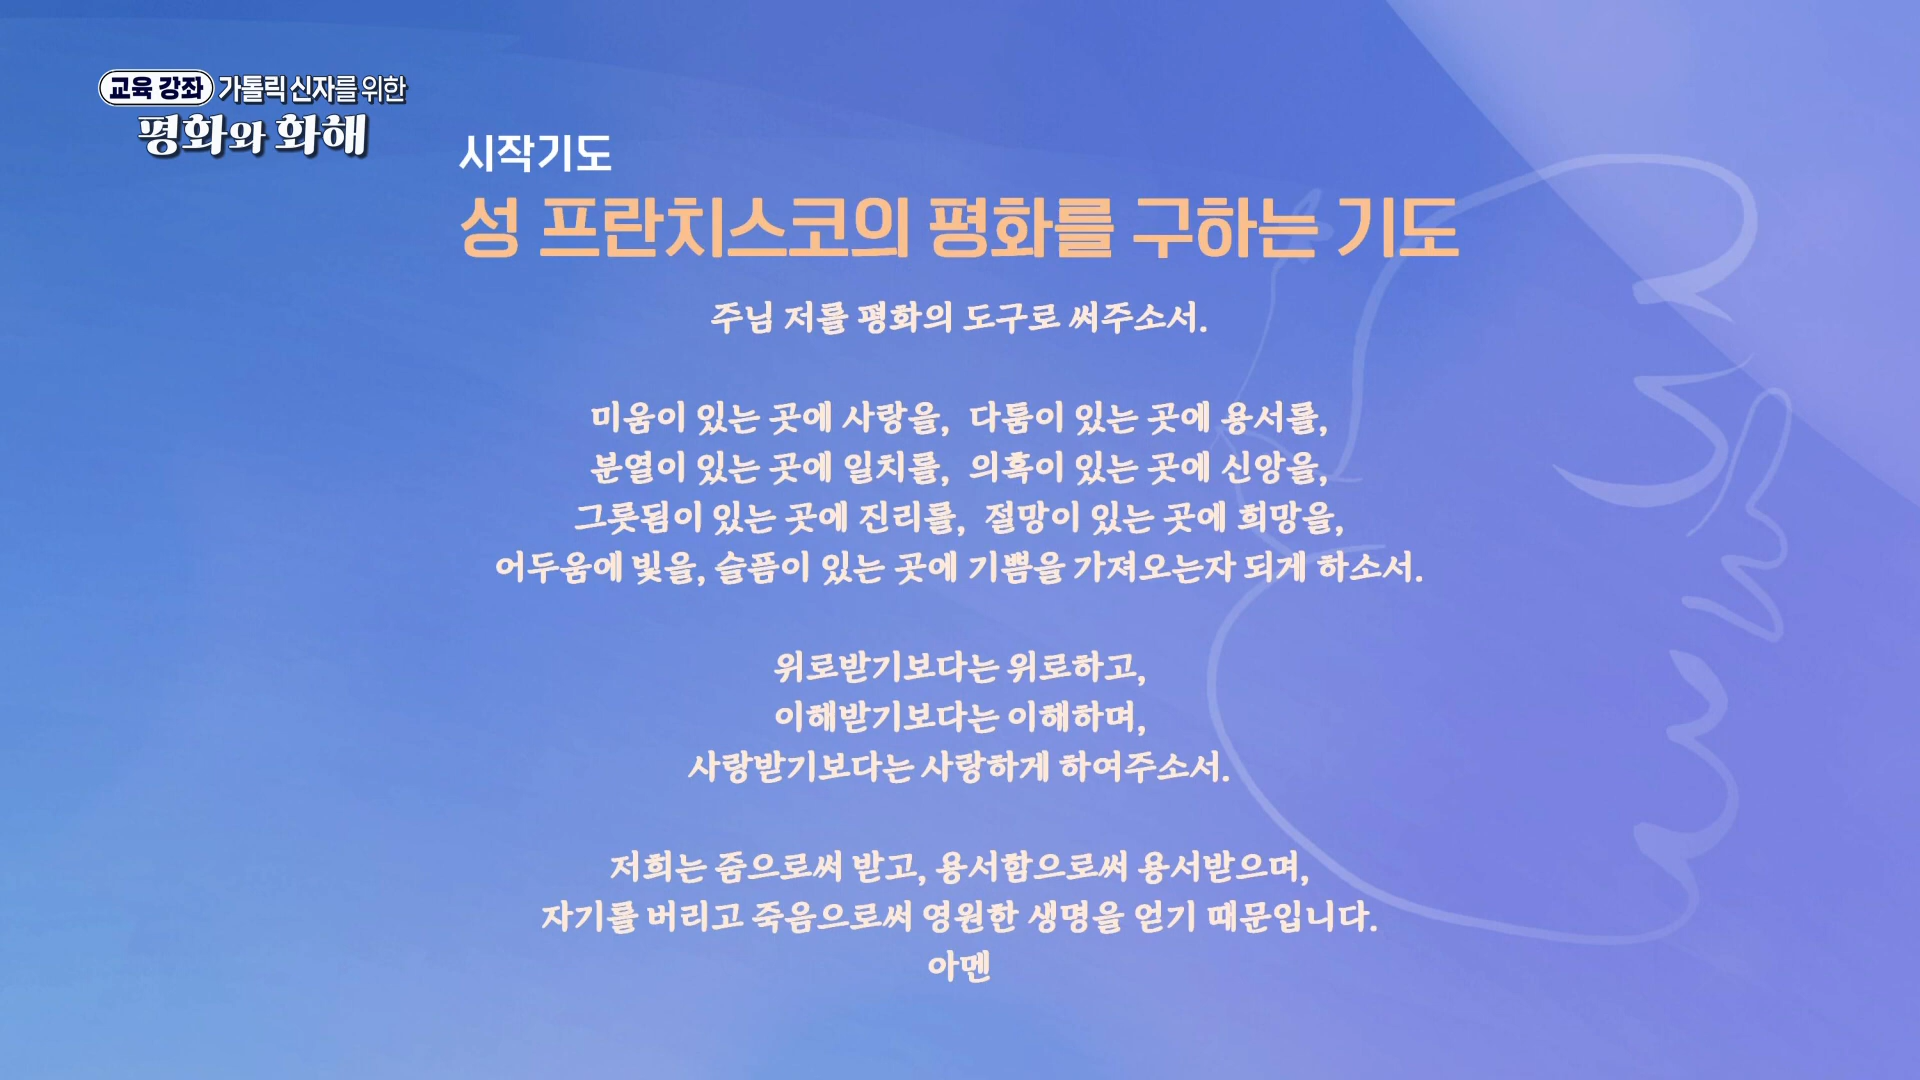 교육 강좌 가톨릭 신자를 위한
평화와 화해
시작기도
성 프란치스코의 평화를 구하는 기도
주님 저를 평화의 도구로 써주소서.
미움이 있는 곳에 사랑을, 다툼이 있는 곳에 용서를,
분열이 있는 곳에 일치를, 의혹이 있는 곳에 신앙을,
그릇됨이 있는 곳에 진리를, 절망이 있는 곳에 희망을,
어두움에 빛을, 슬픔이 있는 곳에 기쁨을 가져오는자 되게 하소서.
위로받기보다는 위로하고,
이해받기보다는 이해하며,
사랑받기보다는 사랑하게 하여주소서.
저희는 줌으로써 받고, 용서함으로써 용서받으며,
자기를 버리고 죽음으로써 영원한 생명을 얻기 때문입니다.
아멘